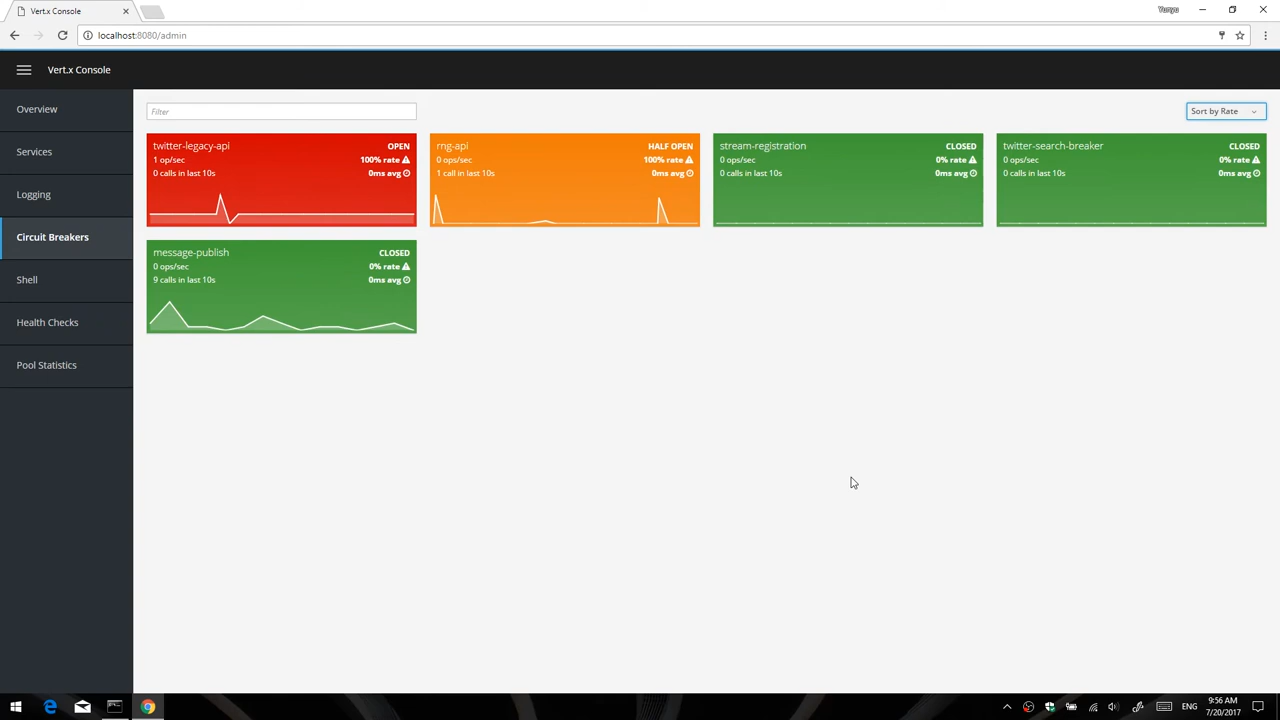 Vert.x Console
Yunyu
localhost:8080/admin
Vert.x Console
Overview
Services
Logging
Circuit Breakers
Shell
Health Checks
Pool Statistics
Filter
Sort by Rate
twitter-legacy-api OPEN
1 op/sec 100% rate
0 calls in last 10s 0ms avg
rng-api HALF OPEN
0 ops/sec 100% rate
1 call in last 10s 0ms avg
stream-registration CLOSED
0 ops/sec 0% rate
0 calls in last 10s 0ms avg
twitter-search-breaker CLOSED
0 ops/sec 0% rate
0 calls in last 10s 0ms avg
message-publish CLOSED
0 ops/sec 0% rate
9 calls in last 10s 0ms avg
ENG
9:56 AM
7/20/2017